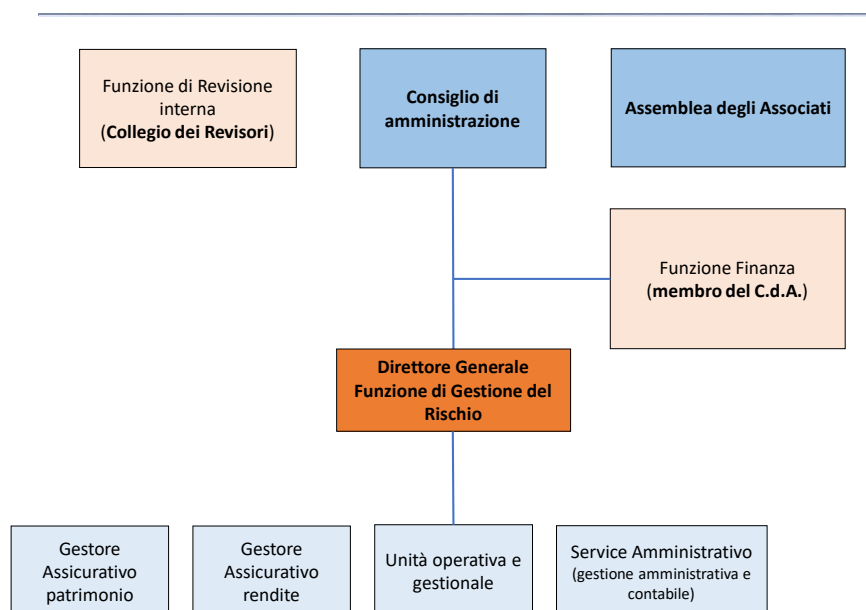 Funzione di Revisione
interna
(Collegio dei Revisori)
Consiglio di
amministrazione
Assemblea degli Associati
Funzione Finanza
(membro del C.d.A.)
Direttore Generale
Funzione di Gestione del
Rischio
Gestore
Assicurativo
patrimonio
Gestore
Assicurativo
rendite
Unità operativa e
gestionale
Service Amministrativo
(gestione amministrativa e
contabile)